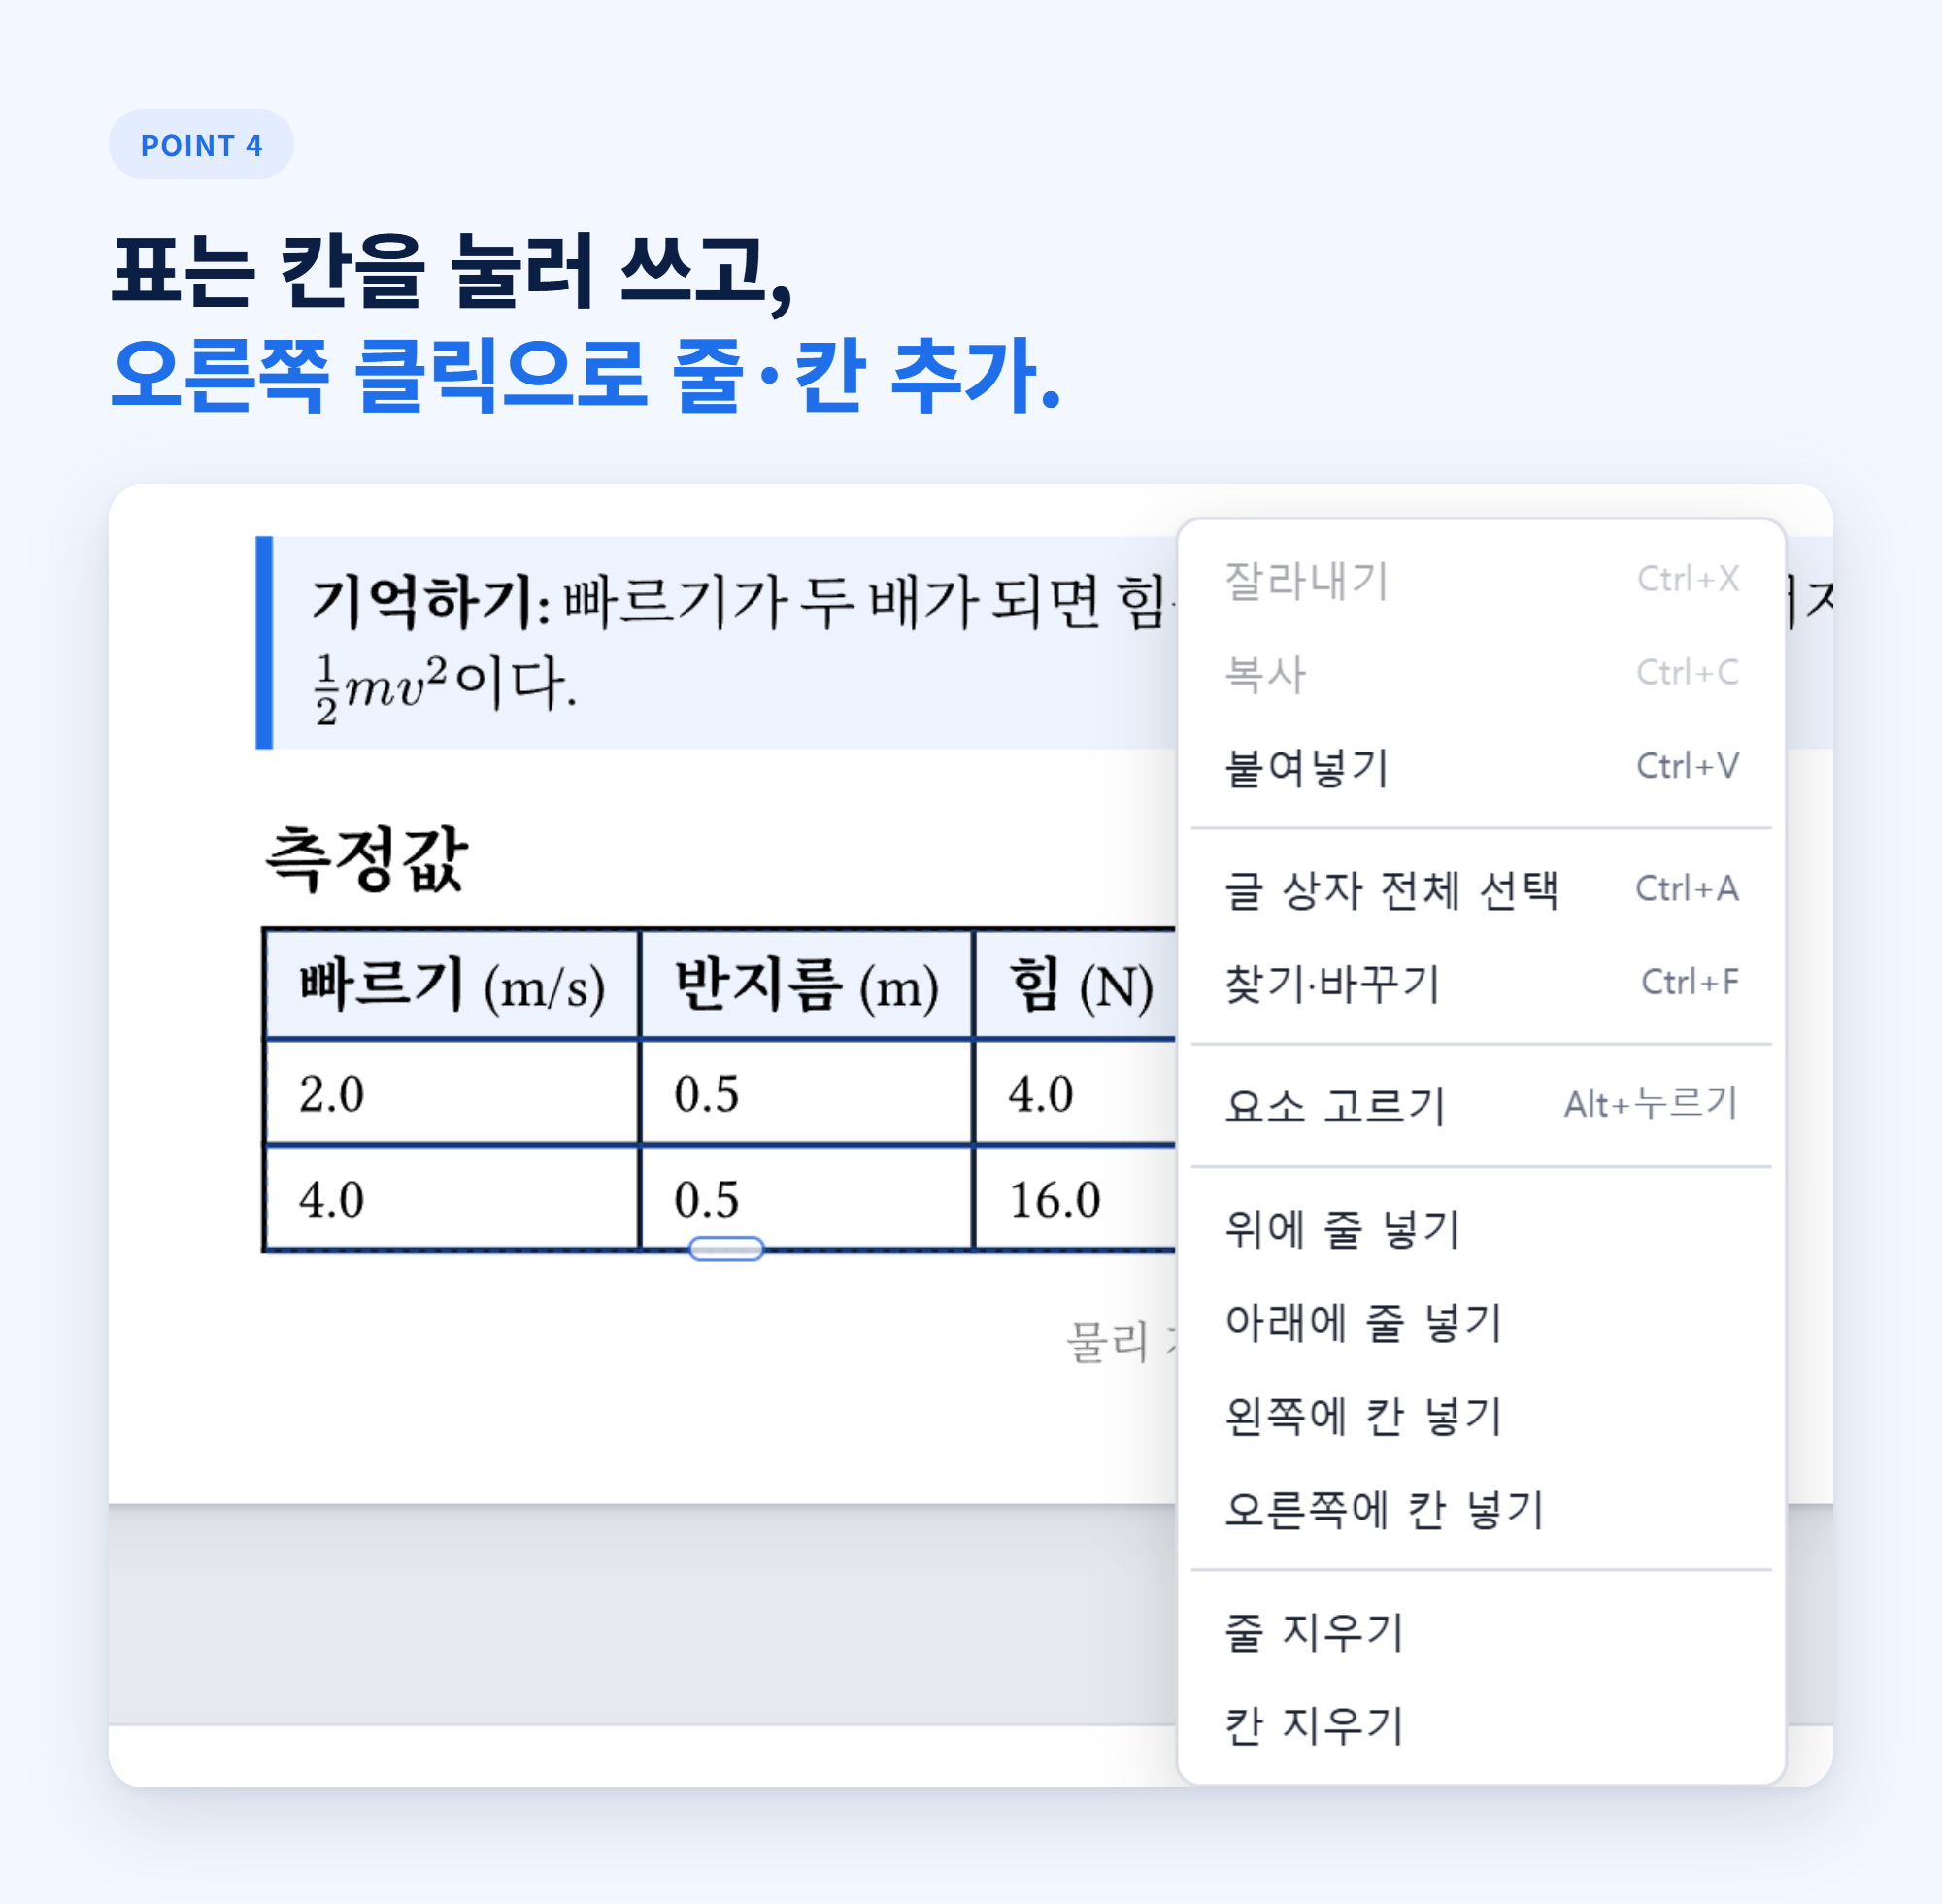 POINT 4
표는 칸을 눌러 쓰고,
오른쪽 클릭으로 줄·칸 추가.
기억하기: 빠르기가 두 배가 되면 힘
½mv²이다.
측정값
빠르기 (m/s) 반지름 (m) 힘 (N)
2.0 0.5 4.0
4.0 0.5 16.0
물리
잘라내기 Ctrl+X
복사 Ctrl+C
붙여넣기 Ctrl+V
글 상자 전체 선택 Ctrl+A
찾기·바꾸기 Ctrl+F
요소 고르기 Alt+누르기
위에 줄 넣기
아래에 줄 넣기
왼쪽에 칸 넣기
오른쪽에 칸 넣기
줄 지우기
칸 지우기